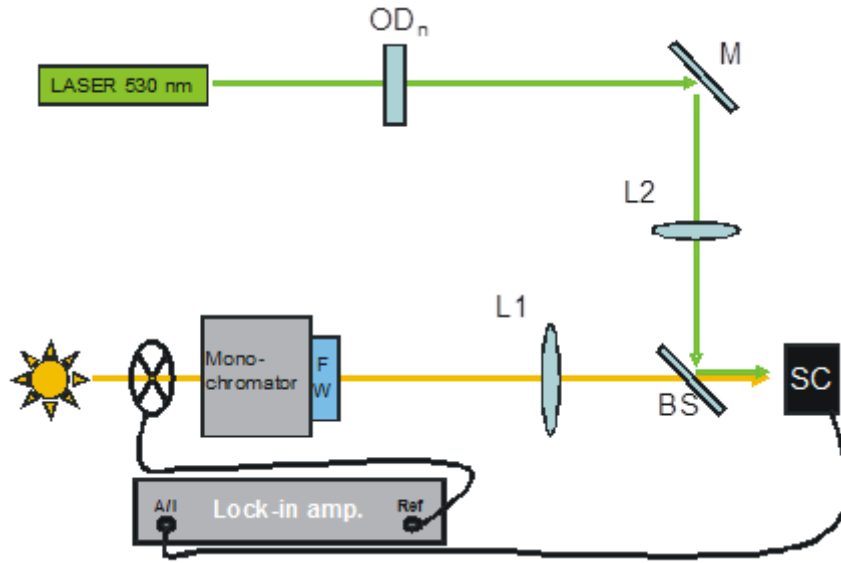 ODn
M
LASER 530 nm
L2
L1
Mono-
chromator
F
W
BS
SC
A/I
Lock-in amp.
Ref